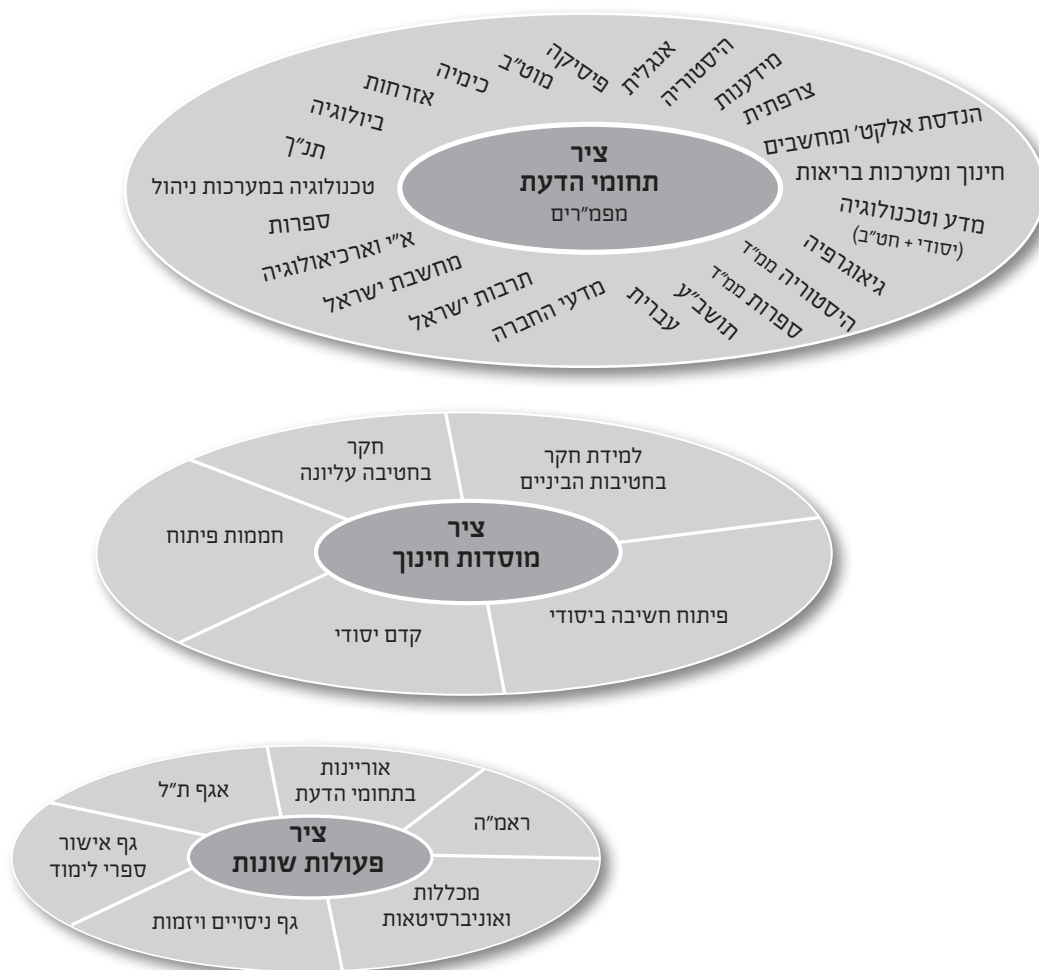 ציר
תחומי הדעת
מפמ"רים
אנגלית
היסטוריה
מידענות
צרפתית
הנדסת אלקט' ומחשבים
חינוך ומערכות בריאות
מדע וטכנולוגיה
(יסודי + חט"ב)
גיאוגרפיה
היסטוריה ממ"ד
ספרות ממ"ד
תושב"ע
עברית
מדעי החברה
תרבות ישראל
מחשבת ישראל
א"י וארכיאולוגיה
ספרות
טכנולוגיה במערכות ניהול
תנ"ך
ביולוגיה
אזרחות
כימיה
מוט"ב
פיסיקה
ציר
מוסדות חינוך
למידת חקר
בחטיבות הביניים
פיתוח חשיבה ביסודי
קדם יסודי
חממות פיתוח
חקר
בחטיבה עליונה
ציר
פעולות שונות
אוריינות
בתחומי הדעת
ראמ"ה
מכללות
ואוניברסיטאות
גף ניסויים ויזמות
גף אישור
ספרי לימוד
אגף ת"ל